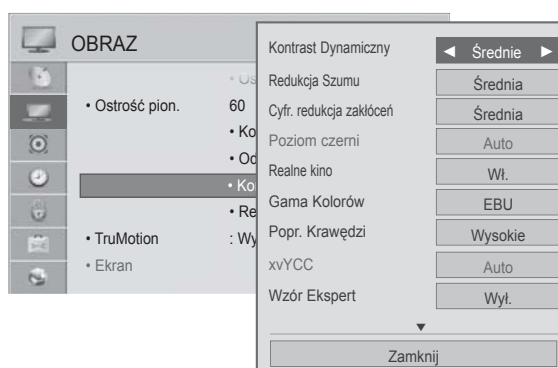 OBRAZ
• Os
• Ostrość pion. 60
• Ko
• Od
• Ko
• Re
• TruMotion : Wy
• Ekran
Kontrast Dynamiczny ◄ Średnie ►
Redukcja Szumu Średnia
Cyfr. redukcja zakłóceń Średnia
Poziom czerni Auto
Realne kino Wł.
Gama Kolorów EBU
Popr. Krawędzi Wysokie
xvYCC Auto
Wzór Ekspert Wył.
▼
Zamknij